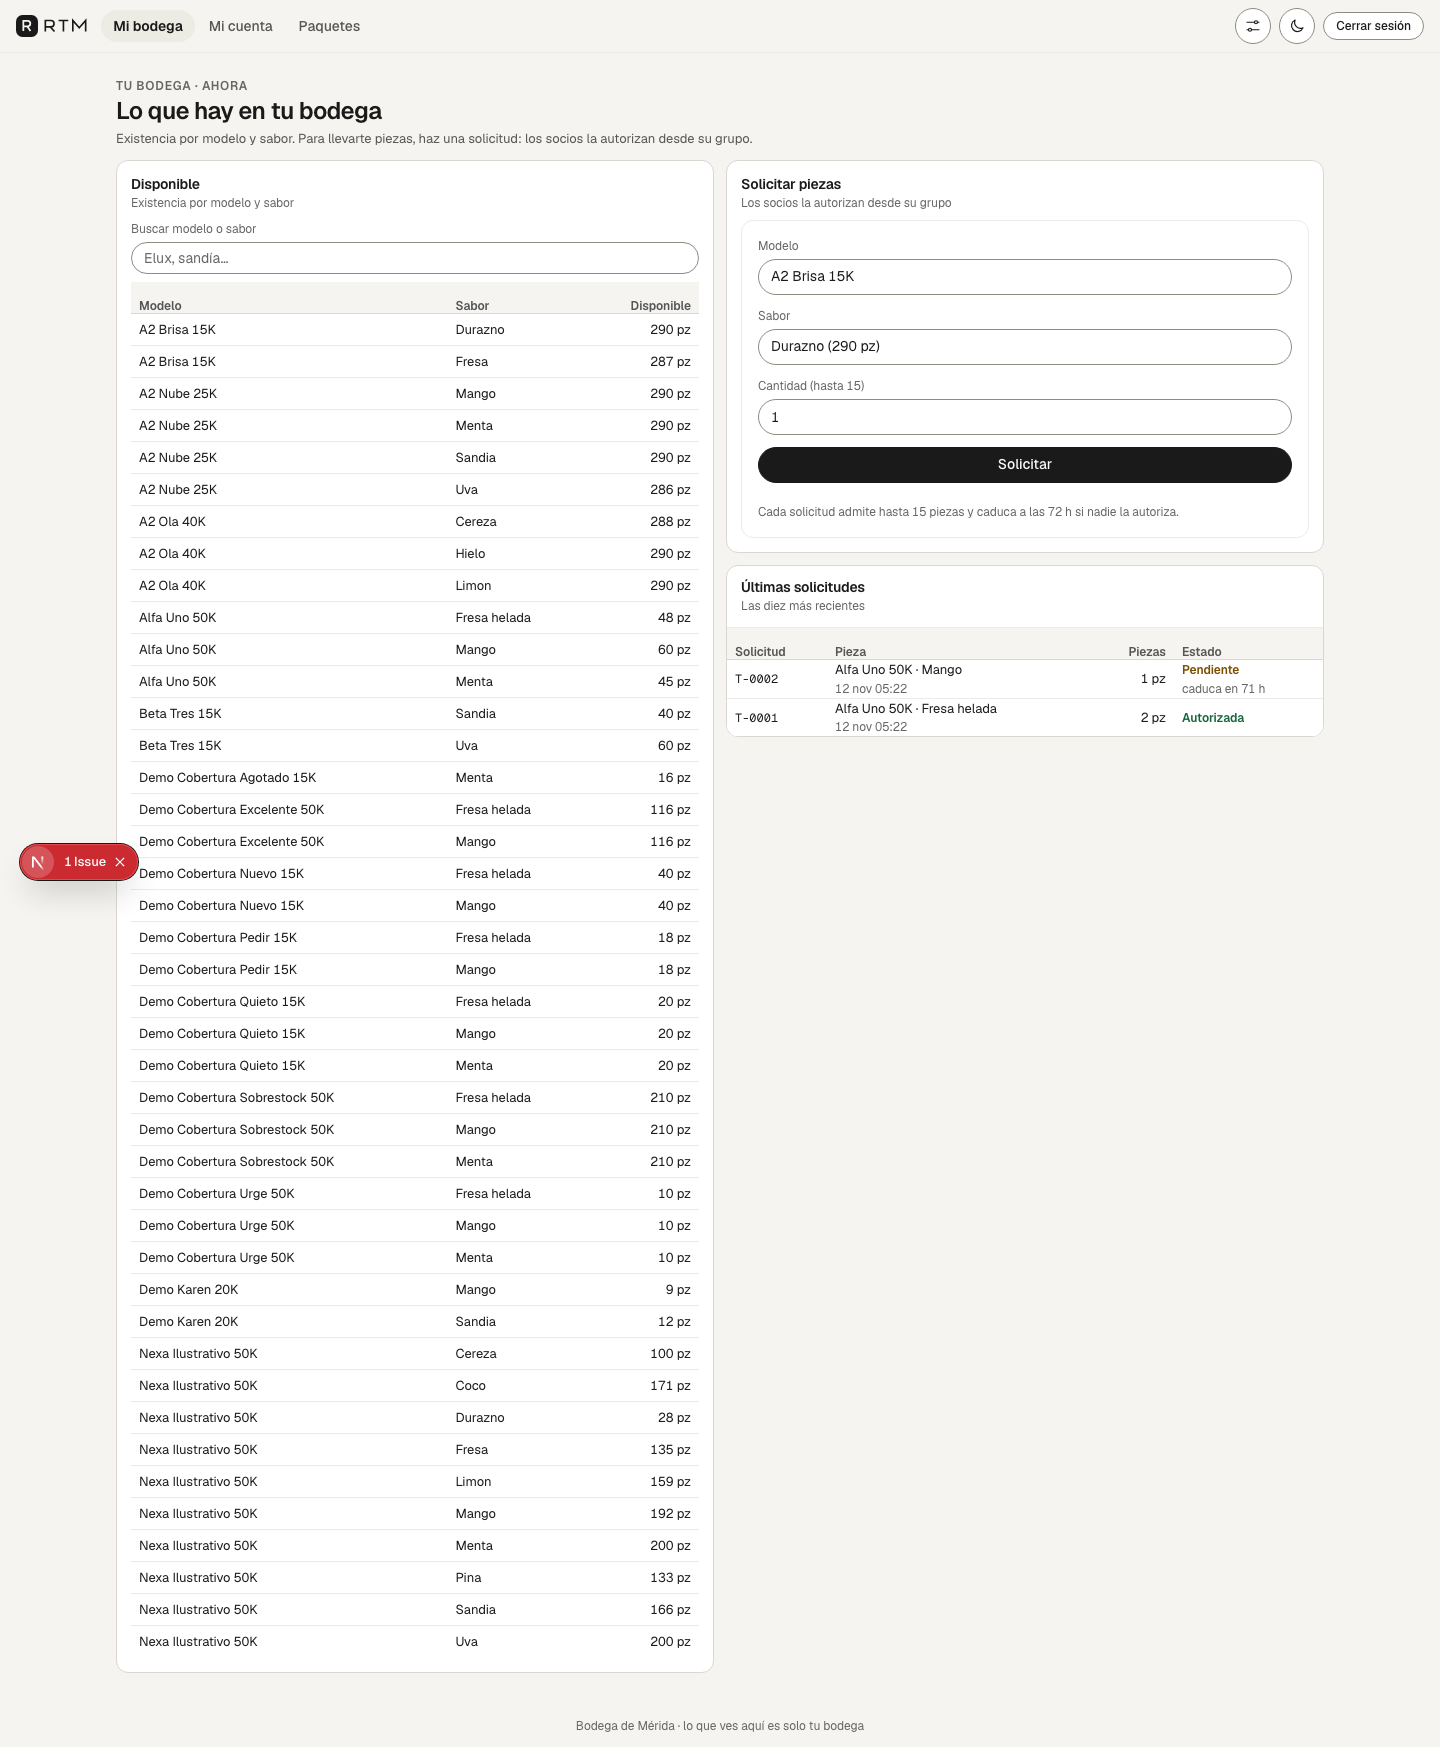 R RTM Mi bodega Mi cuenta Paquetes Cerrar sesión
TU BODEGA · AHORA
Lo que hay en tu bodega
Existencia por modelo y sabor. Para llevarte piezas, haz una solicitud: los socios la autorizan desde su grupo.
Disponible
Existencia por modelo y sabor
Buscar modelo o sabor
Elux, sandía...
Modelo Sabor Disponible
A2 Brisa 15K Durazno 290 pz
A2 Brisa 15K Fresa 287 pz
A2 Nube 25K Mango 290 pz
A2 Nube 25K Menta 290 pz
A2 Nube 25K Sandia 290 pz
A2 Nube 25K Uva 286 pz
A2 Ola 40K Cereza 288 pz
A2 Ola 40K Hielo 290 pz
A2 Ola 40K Limon 290 pz
Alfa Uno 50K Fresa helada 48 pz
Alfa Uno 50K Mango 60 pz
Alfa Uno 50K Menta 45 pz
Beta Tres 15K Sandia 40 pz
Beta Tres 15K Uva 60 pz
Demo Cobertura Agotado 15K Menta 16 pz
Demo Cobertura Excelente 50K Fresa helada 116 pz
Demo Cobertura Excelente 50K Mango 116 pz
Demo Cobertura Nuevo 15K Fresa helada 40 pz
Demo Cobertura Nuevo 15K Mango 40 pz
Demo Cobertura Pedir 15K Fresa helada 18 pz
Demo Cobertura Pedir 15K Mango 18 pz
Demo Cobertura Quieto 15K Fresa helada 20 pz
Demo Cobertura Quieto 15K Mango 20 pz
Demo Cobertura Quieto 15K Menta 20 pz
Demo Cobertura Sobrestock 50K Fresa helada 210 pz
Demo Cobertura Sobrestock 50K Mango 210 pz
Demo Cobertura Sobrestock 50K Menta 210 pz
Demo Cobertura Urge 50K Fresa helada 10 pz
Demo Cobertura Urge 50K Mango 10 pz
Demo Cobertura Urge 50K Menta 10 pz
Demo Karen 20K Mango 9 pz
Demo Karen 20K Sandia 12 pz
Nexa Ilustrativo 50K Cereza 100 pz
Nexa Ilustrativo 50K Coco 171 pz
Nexa Ilustrativo 50K Durazno 28 pz
Nexa Ilustrativo 50K Fresa 135 pz
Nexa Ilustrativo 50K Limon 159 pz
Nexa Ilustrativo 50K Mango 192 pz
Nexa Ilustrativo 50K Menta 200 pz
Nexa Ilustrativo 50K Pina 133 pz
Nexa Ilustrativo 50K Sandia 166 pz
Nexa Ilustrativo 50K Uva 200 pz
Solicitar piezas
Los socios la autorizan desde su grupo
Modelo
A2 Brisa 15K
Sabor
Durazno (290 pz)
Cantidad (hasta 15)
1
Solicitar
Cada solicitud admite hasta 15 piezas y caduca a las 72 h si nadie la autoriza.
Últimas solicitudes
Las diez más recientes
Solicitud Pieza Piezas Estado
T-0002 Alfa Uno 50K · Mango 1 pz Pendiente
12 nov 05:22 caduca en 71 h
T-0001 Alfa Uno 50K · Fresa helada 2 pz Autorizada
12 nov 05:22
N 1 Issue
Bodega de Mérida · lo que ves aquí es solo tu bodega